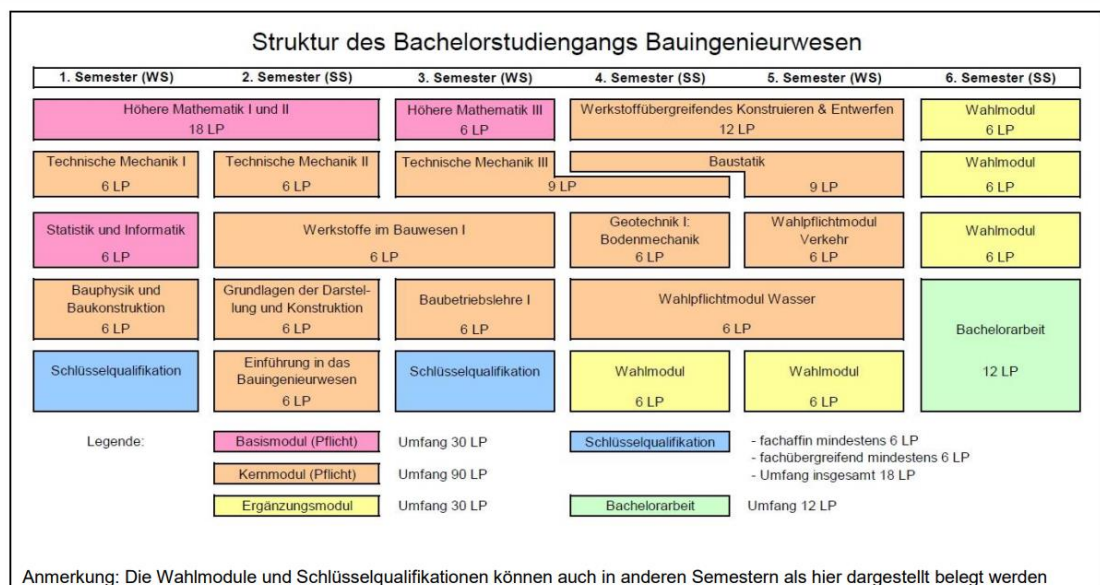 Struktur des Bachelorstudiengangs Bauingenieurwesen
1. Semester (WS) 2. Semester (SS) 3. Semester (WS) 4. Semester (SS) 5. Semester (WS) 6. Semester (SS)
Höhere Mathematik I und II
18 LP
Höhere Mathematik III
6 LP
Werkstoffübergreifendes Konstruieren & Entwerfen
12 LP
Wahlmodul
6 LP
Technische Mechanik I
6 LP
Technische Mechanik II
6 LP
Technische Mechanik III
9 LP
Baustatik
9 LP
Wahlmodul
6 LP
Statistik und Informatik
6 LP
Werkstoffe im Bauwesen I
6 LP
Geotechnik I:
Bodenmechanik
6 LP
Wahlpflichtmodul
Verkehr
6 LP
Wahlmodul
6 LP
Bauphysik und
Baukonstruktion
6 LP
Grundlagen der Darstel-
lung und Konstruktion
6 LP
Baubetriebslehre I
6 LP
Wahlpflichtmodul Wasser
6 LP
Bachelorarbeit
12 LP
Schlüsselqualifikation
Einführung in das
Bauingenieurwesen
6 LP
Schlüsselqualifikation
Wahlmodul
6 LP
Wahlmodul
6 LP
Legende:
Basismodul (Pflicht) Umfang 30 LP
Kernmodul (Pflicht) Umfang 90 LP
Ergänzungsmodul Umfang 30 LP
Schlüsselqualifikation - fachaffin mindestens 6 LP
- fachübergreifend mindestens 6 LP
- Umfang insgesamt 18 LP
Bachelorarbeit Umfang 12 LP
Anmerkung: Die Wahlmodule und Schlüsselqualifikationen können auch in anderen Semestern als hier dargestellt belegt werden